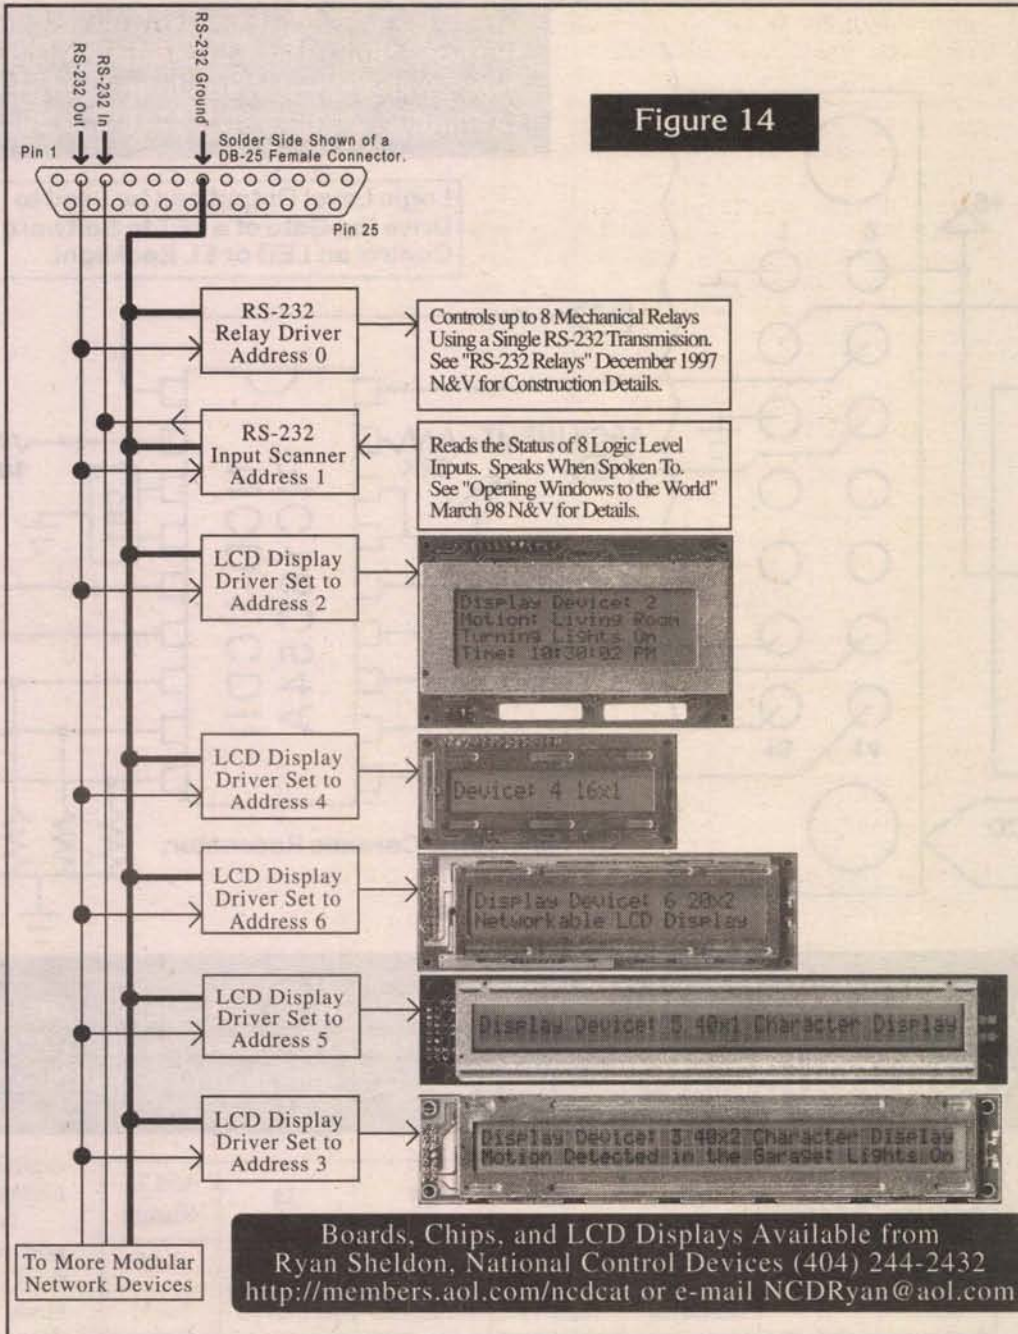 RS-232 Out
RS-232 In
RS-232 Ground
Figure 14
Pin 1
Solder Side Shown of a
DB-25 Female Connector.
Pin 25
RS-232
Relay Driver
Address 0
Controls up to 8 Mechanical Relays
Using a Single RS-232 Transmission.
See "RS-232 Relays" December 1997
N&V for Construction Details.
RS-232
Input Scanner
Address 1
Reads the Status of 8 Logic Level
Inputs. Speaks When Spoken To.
See "Opening Windows to the World"
March 98 N&V for Details.
LCD Display
Driver Set to
Address 2
Display Device: 2
Motion: Living Room
Turning Lights On
Time: 10:30:02 PM
LCD Display
Driver Set to
Address 4
Device: 4 16x1
LCD Display
Driver Set to
Address 6
Display Device: 6 20x2
Networkable LCD Display
LCD Display
Driver Set to
Address 5
Display Device: 5 40x1 Character Display
LCD Display
Driver Set to
Address 3
Display Device: 3 40x2 Character Display
Motion Detected in the Garage: Lights On
To More Modular
Network Devices
Boards, Chips, and LCD Displays Available from
Ryan Sheldon, National Control Devices (404) 244-2432
http://members.aol.com/ncdcat or e-mail NCDRyan@aol.com